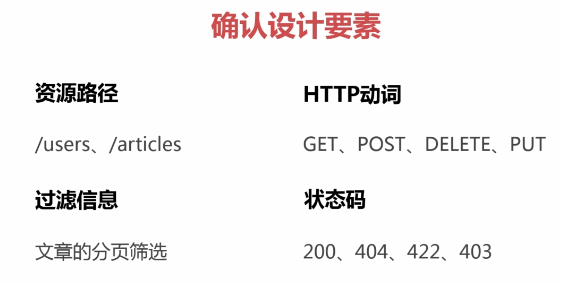 确认设计要素
资源路径
HTTP动词
/users、/articles
GET、POST、DELETE、PUT
过滤信息
状态码
文章的分页筛选
200、404、422、403